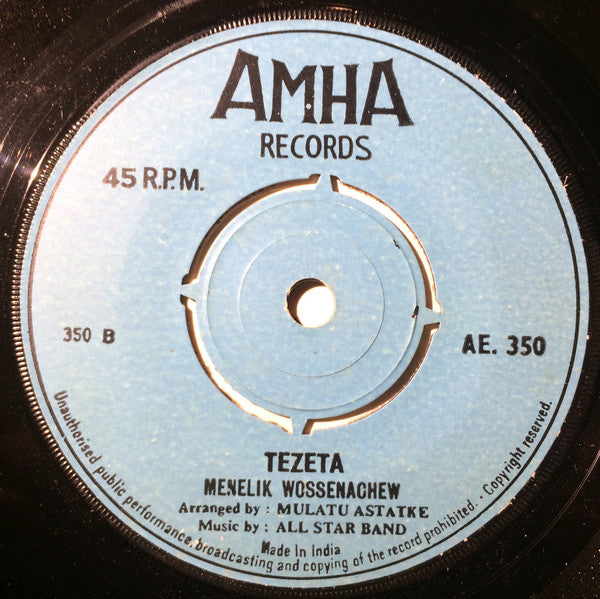 AMHA
RECORDS
45 R.P.M.
350 B
AE. 350
TEZETA
MENELIK WOSSENACHEW
Arranged by : MULATU ASTATKE
Music by : ALL STAR BAND
Made In India
Unauthorised public performance, broadcasting and copying of the record prohibited. - Copyright reserved.